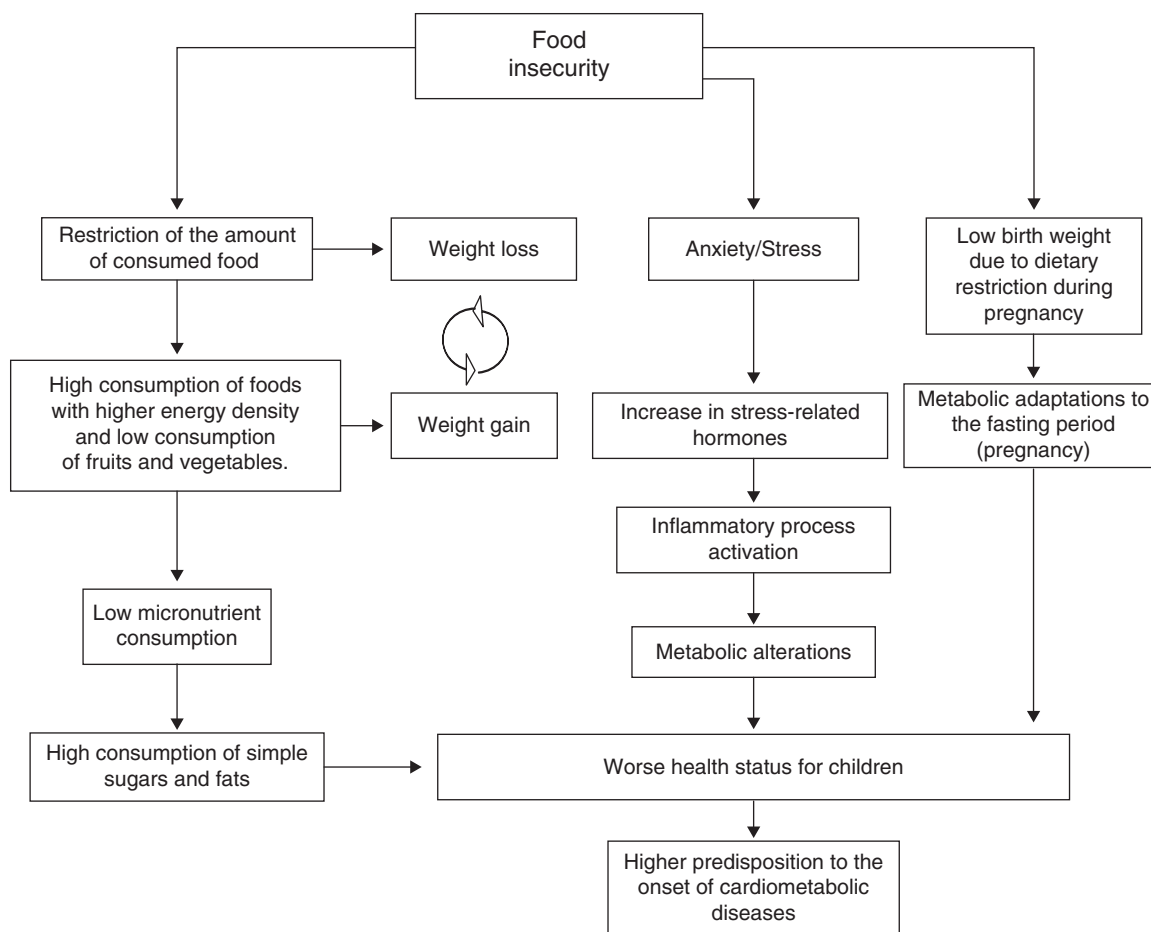 Food
insecurity
Restriction of the amount
of consumed food
Weight loss
Anxiety/Stress
Low birth weight
due to dietary
restriction during
pregnancy
High consumption of foods
with higher energy density
and low consumption
of fruits and vegetables.
Weight gain
Increase in stress-related
hormones
Metabolic adaptations to
the fasting period
(pregnancy)
Inflammatory process
activation
Low micronutrient
consumption
Metabolic alterations
High consumption of simple
sugars and fats
Worse health status for children
Higher predisposition to the
onset of cardiometabolic
diseases